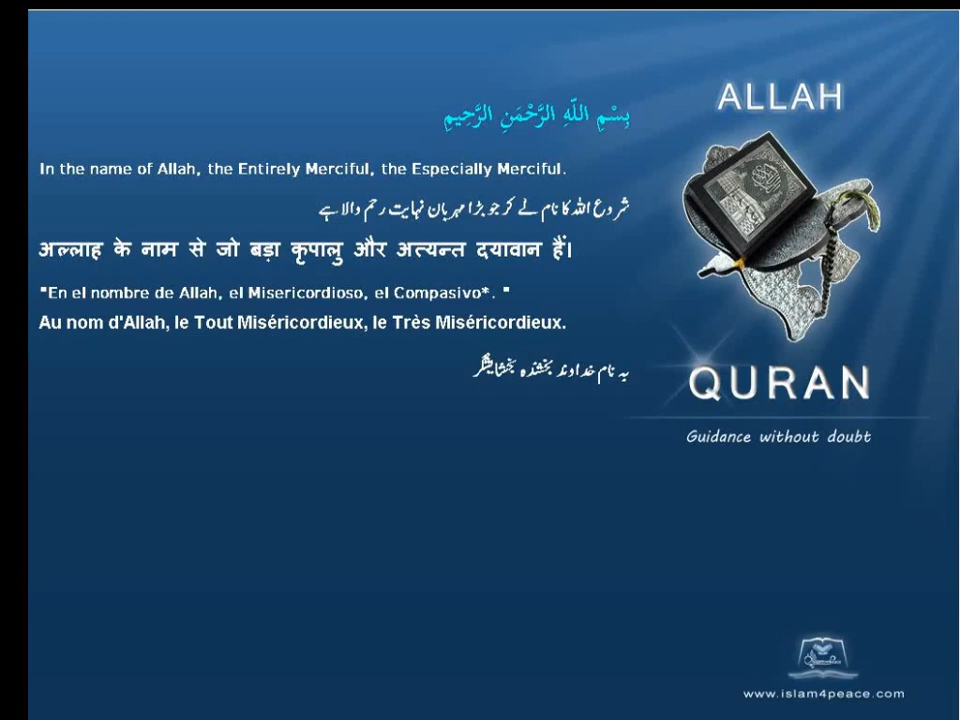 بِسْمِ اللّهِ الرَّحْمَنِ الرَّحِيمِ
In the name of Allah, the Entirely Merciful, the Especially Merciful.
شروع الله کا نام لے کر جو بڑا مہربان نہایت رحم والا ہے
अल्लाह के नाम से जो बड़ा कृपालु और अत्यन्त दयावान हैं।
"En el nombre de Allah, el Misericordioso, el Compasivo*. "
Au nom d'Allah, le Tout Miséricordieux, le Très Miséricordieux.
به نام خداوند بخشنده بخشایشگر
ALLAH
QURAN
Guidance without doubt
www.islam4peace.com